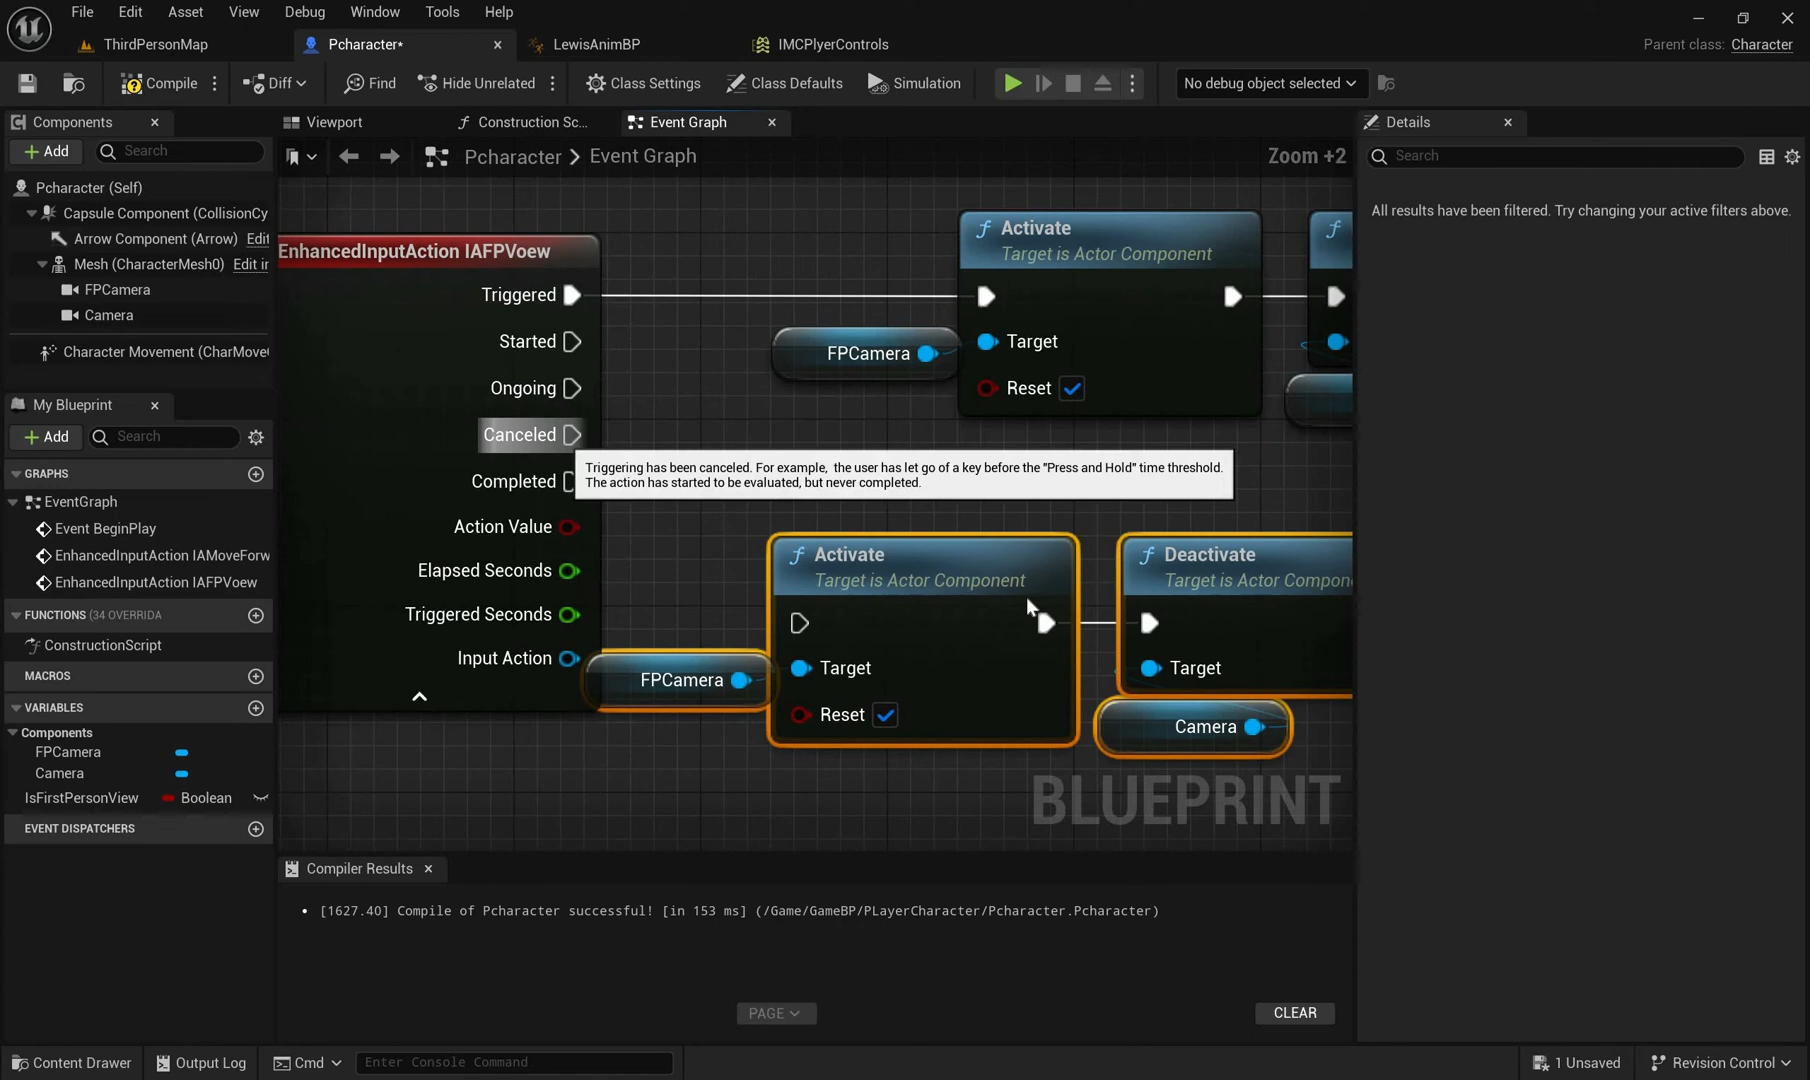 File Edit Asset View Debug Window Tools Help
ThirdPersonMap Pcharacter* LewisAnimBP IMCPlyerControls
Parent class: Character
Compile Diff Find Hide Unrelated Class Settings Class Defaults Simulation No debug object selected
Components
Add Search
Pcharacter (Self)
Capsule Component (CollisionCy
Arrow Component (Arrow) Edit
Mesh (CharacterMesh0) Edit in
FPCamera
Camera
Character Movement (CharMove
My Blueprint
Add Search
GRAPHS
EventGraph
Event BeginPlay
EnhancedInputAction IAMoveForw
EnhancedInputAction IAFPVoew
FUNCTIONS (34 OVERRIDA
ConstructionScript
MACROS
VARIABLES
Components
FPCamera
Camera
IsFirstPersonView Boolean
EVENT DISPATCHERS
Viewport Construction Sc... Event Graph
Pcharacter > Event Graph
Zoom +2
EnhancedInputAction IAFPVoew
Triggered
Started
Ongoing
Canceled
Completed
Action Value
Elapsed Seconds
Triggered Seconds
Input Action
Activate
Target is Actor Component
FPCamera
Target
Reset
Triggering has been canceled. For example, the user has let go of a key before the "Press and Hold" time threshold.
The action has started to be evaluated, but never completed.
Activate
Target is Actor Component
FPCamera
Target
Reset
Deactivate
Target is Actor Compon
Target
Camera
BLUEPRINT
Compiler Results
[1627.40] Compile of Pcharacter successful! [in 153 ms] (/Game/GameBP/PLayerCharacter/Pcharacter.Pcharacter)
PAGE
CLEAR
Details
Search
All results have been filtered. Try changing your active filters above.
Content Drawer Output Log Cmd Enter Console Command 1 Unsaved Revision Control